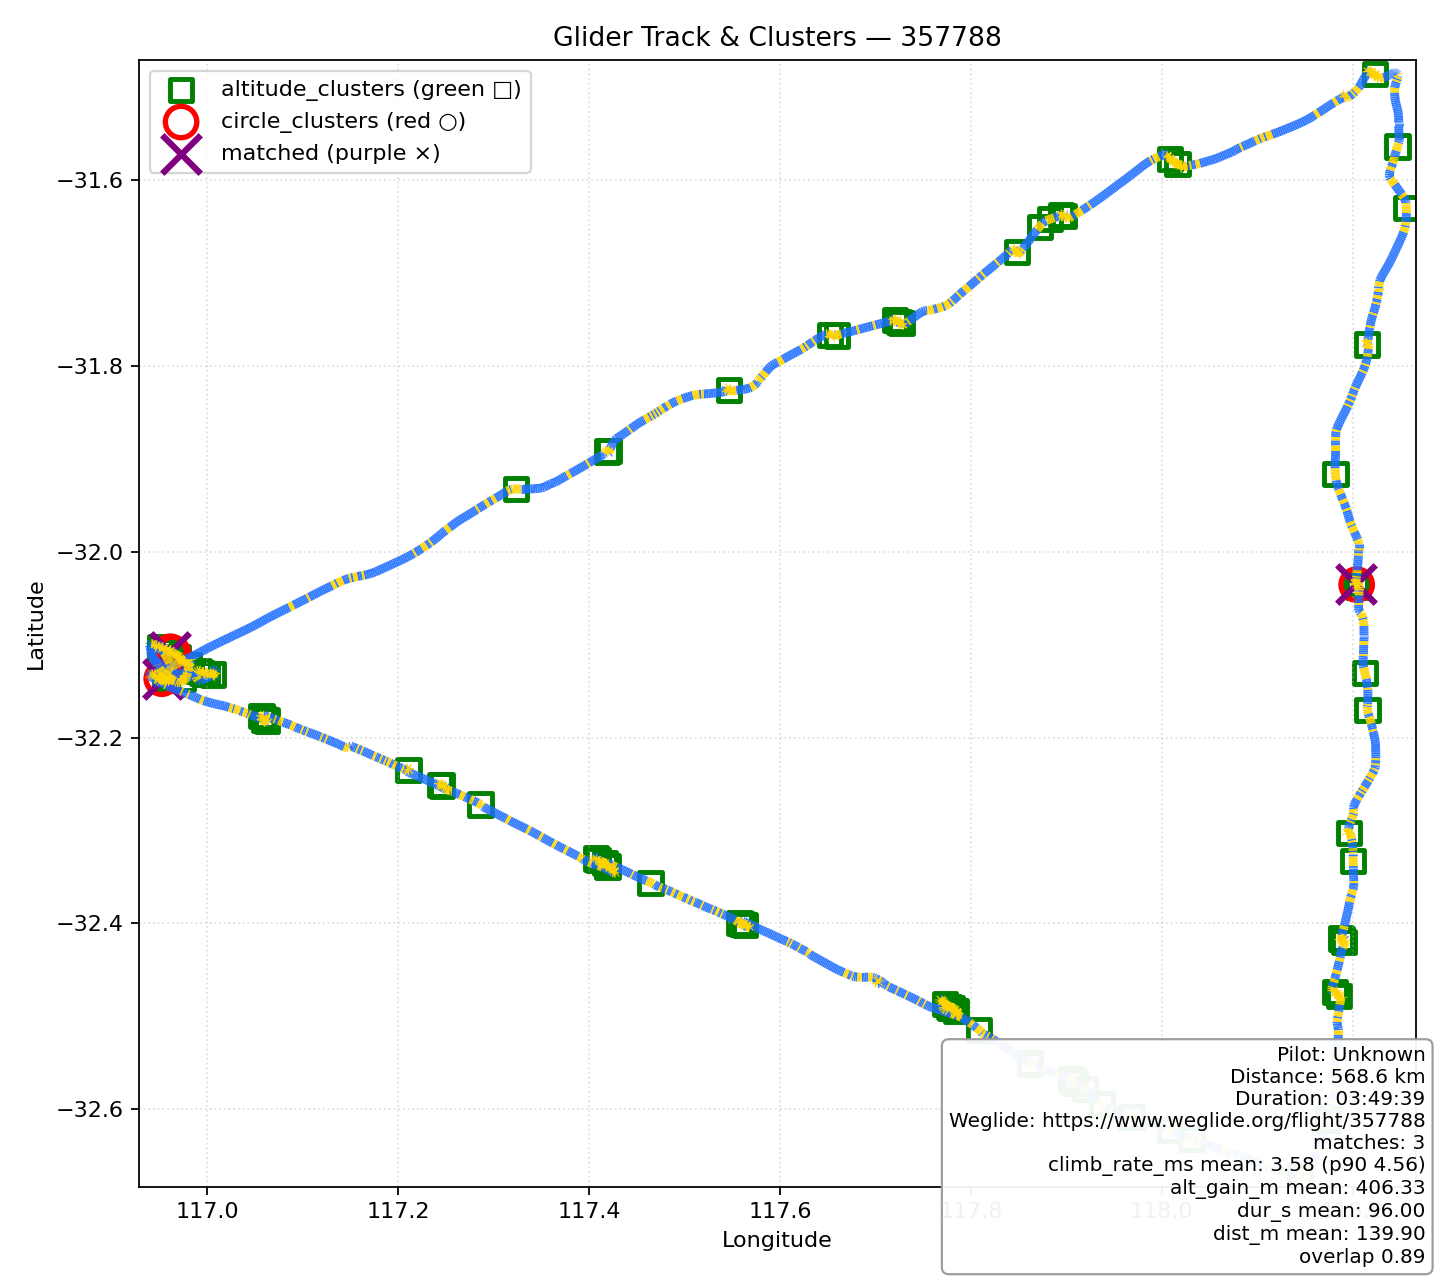 Glider Track & Clusters — 357788
altitude_clusters (green □)
circle_clusters (red ○)
matched (purple ×)
−31.6
−31.8
−32.0
−32.2
−32.4
−32.6
Latitude
117.0
117.2
117.4
117.6
117.8
118.0
Longitude
Pilot: Unknown
Distance: 568.6 km
Duration: 03:49:39
Weglide: https://www.weglide.org/flight/357788
matches: 3
climb_rate_ms mean: 3.58 (p90 4.56)
alt_gain_m mean: 406.33
dur_s mean: 96.00
dist_m mean: 139.90
overlap 0.89